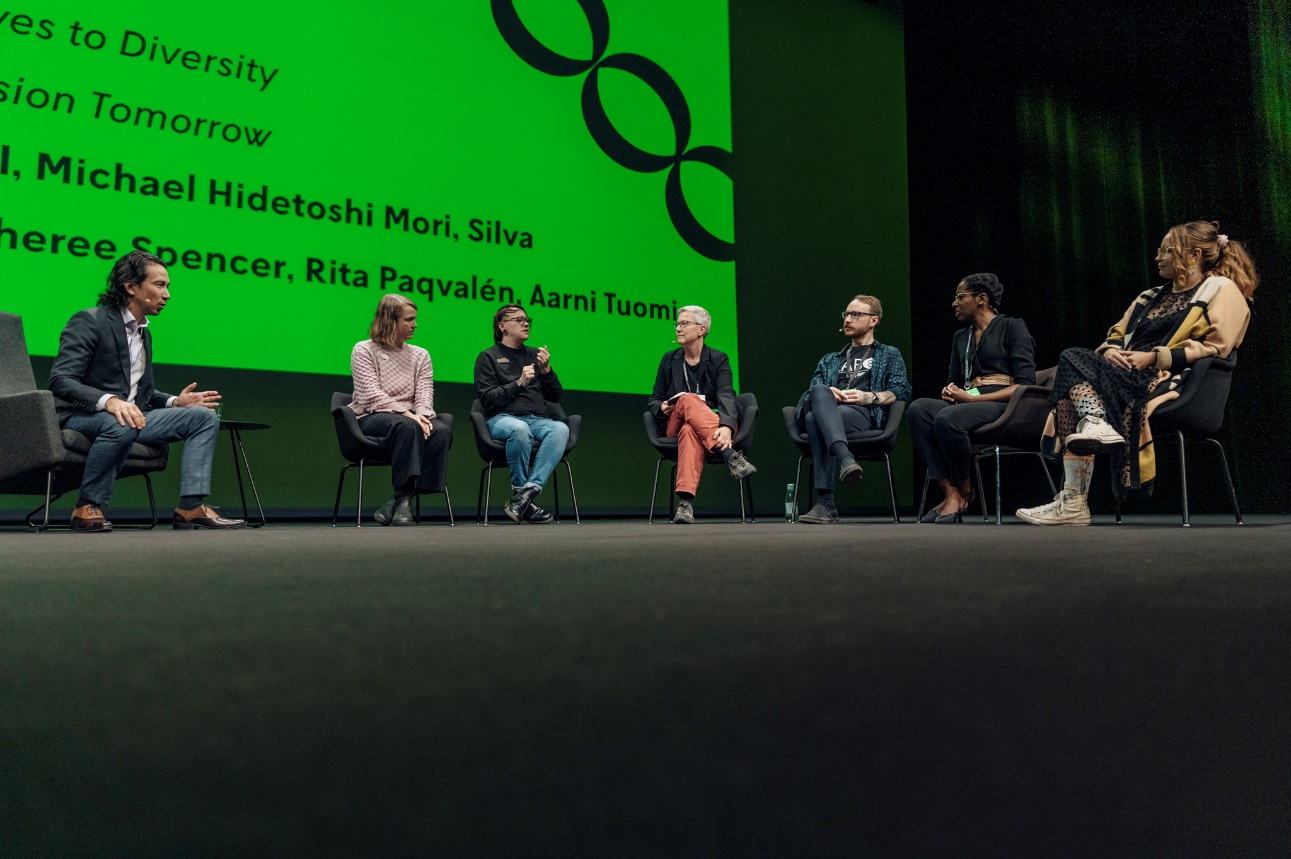 ves to Diversity
sion Tomorrow
l, Michael Hidetoshi Mori, Silva
heree Spencer, Rita Paqvalén, Aarni Tuomi